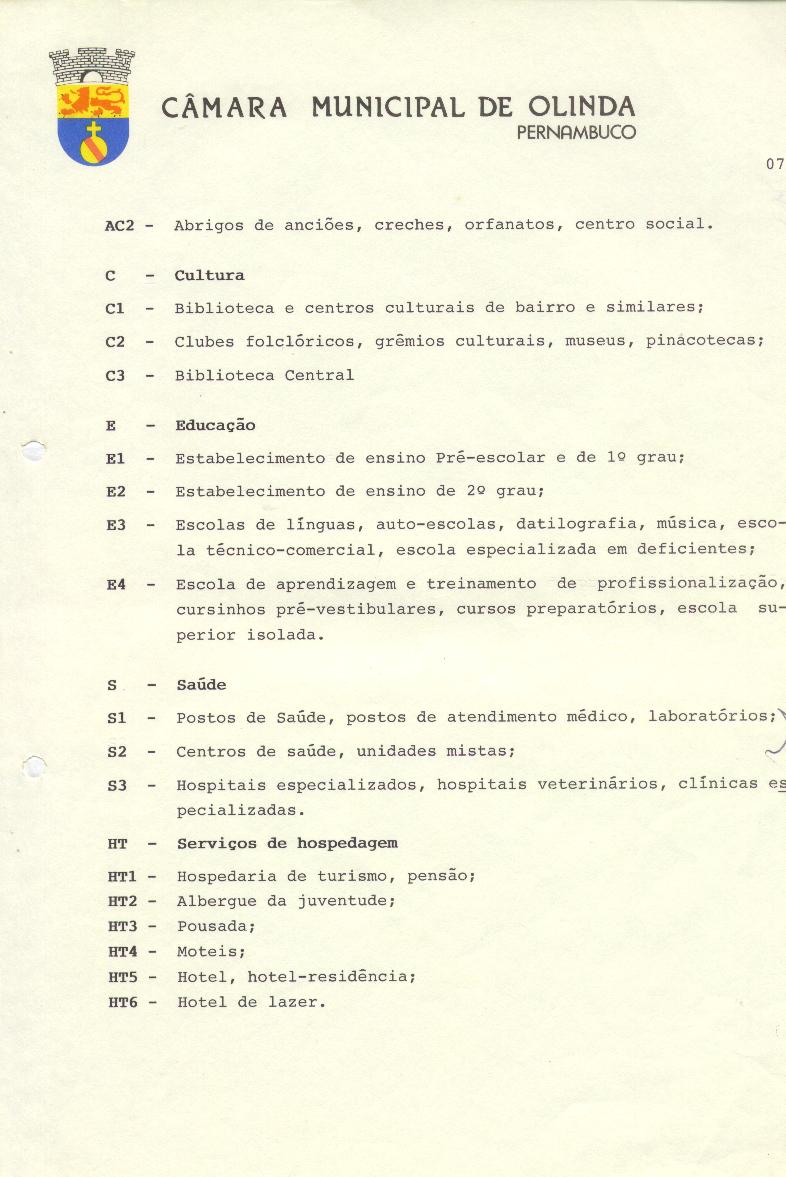 CÂMARA MUNICIPAL DE OLINDA
PERNAMBUCO
07
AC2 - Abrigos de anciões, creches, orfanatos, centro social.
C - Cultura
C1 - Biblioteca e centros culturais de bairro e similares;
C2 - Clubes folclóricos, grêmios culturais, museus, pinacotecas;
C3 - Biblioteca Central
E - Educação
E1 - Estabelecimento de ensino Pré-escolar e de 1º grau;
E2 - Estabelecimento de ensino de 2º grau;
E3 - Escolas de línguas, auto-escolas, datilografia, música, esco-
la técnico-comercial, escola especializada em deficientes;
E4 - Escola de aprendizagem e treinamento de profissionalização,
cursinhos pré-vestibulares, cursos preparatórios, escola su-
perior isolada.
S - Saúde
S1 - Postos de Saúde, postos de atendimento médico, laboratórios;
S2 - Centros de saúde, unidades mistas;
S3 - Hospitais especializados, hospitais veterinários, clínicas es
pecializadas.
HT - Serviços de hospedagem
HT1 - Hospedaria de turismo, pensão;
HT2 - Albergue da juventude;
HT3 - Pousada;
HT4 - Moteis;
HT5 - Hotel, hotel-residência;
HT6 - Hotel de lazer.